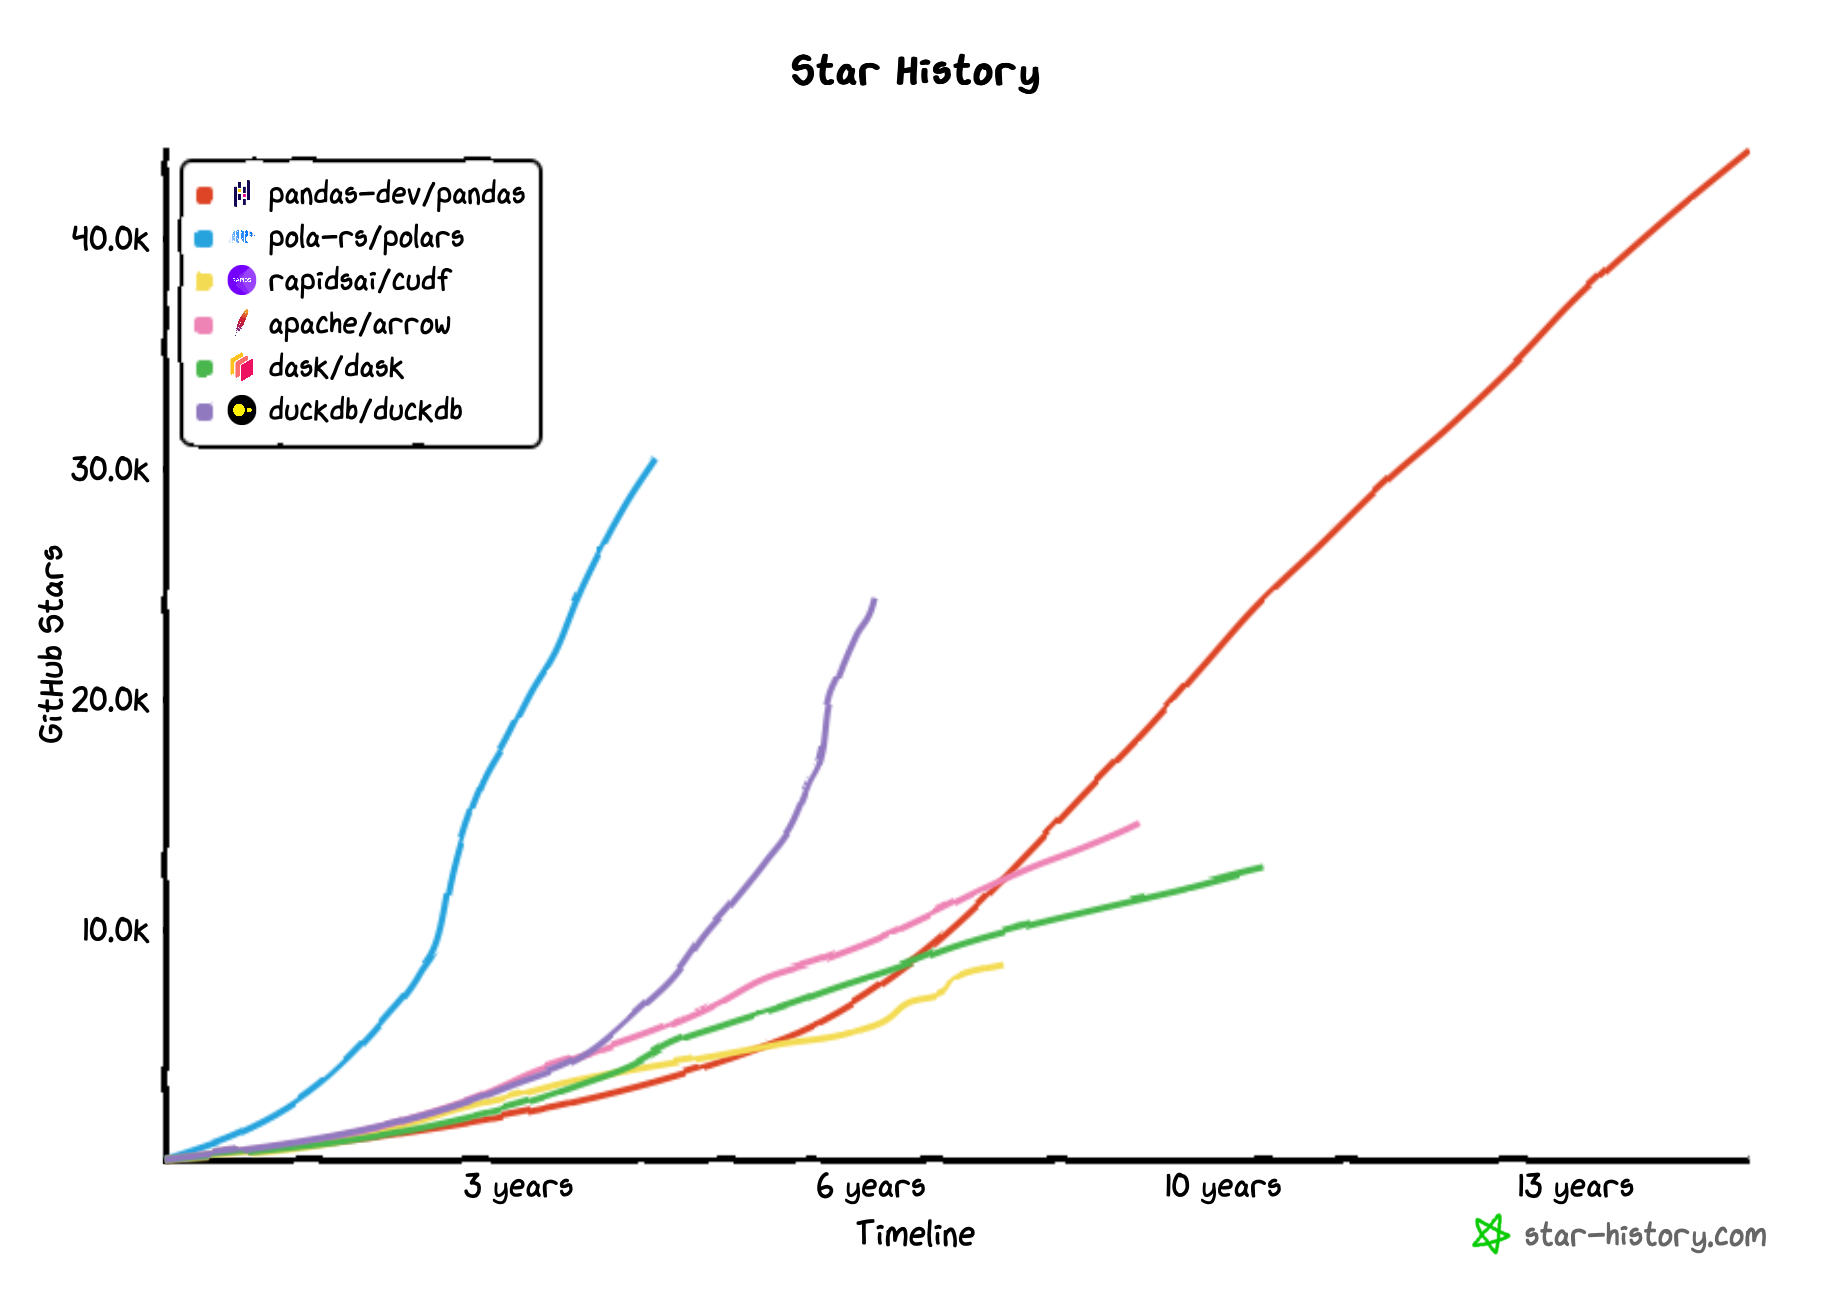 Star History
pandas-dev/pandas
pola-rs/polars
rapidsai/cudf
apache/arrow
dask/dask
duckdb/duckdb
40.0k
30.0k
20.0k
10.0k
GitHub Stars
3 years
6 years
10 years
13 years
Timeline
star-history.com